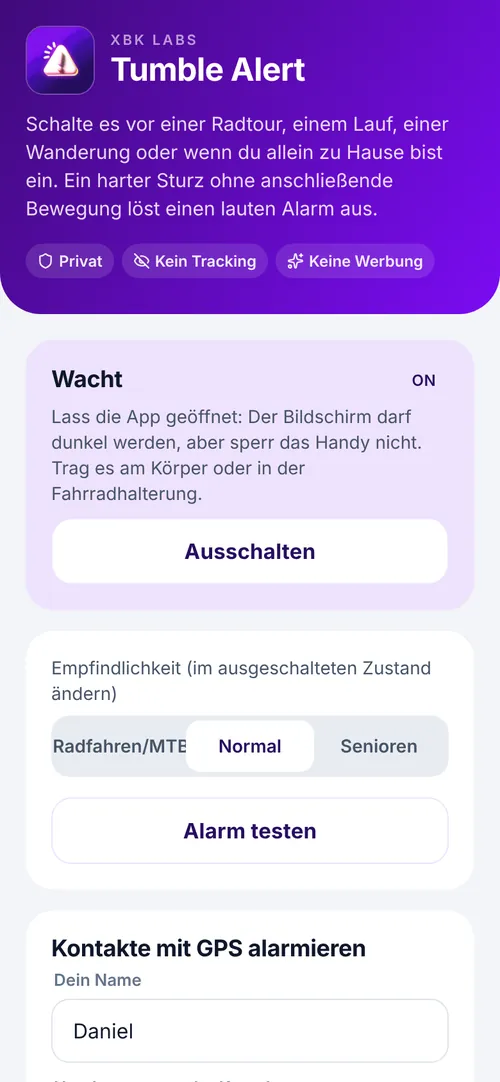 XBK LABS
Tumble Alert
Schalte es vor einer Radtour, einem Lauf, einer
Wanderung oder wenn du allein zu Hause bist
ein. Ein harter Sturz ohne anschließende
Bewegung löst einen lauten Alarm aus.
Privat Kein Tracking Keine Werbung
Wacht ON
Lass die App geöffnet: Der Bildschirm darf
dunkel werden, aber sperr das Handy nicht.
Trag es am Körper oder in der
Fahrradhalterung.
Ausschalten
Empfindlichkeit (im ausgeschalteten Zustand
ändern)
Radfahren/MTB Normal Senioren
Alarm testen
Kontakte mit GPS alarmieren
Dein Name
Daniel